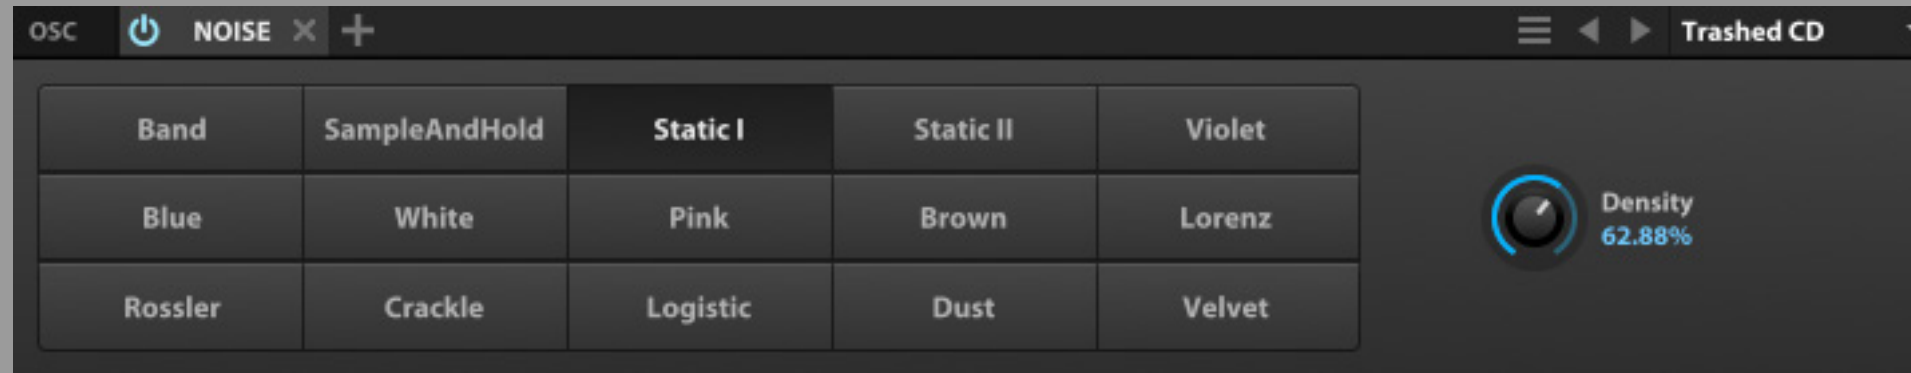 OSC NOISE Trashed CD
Band SampleAndHold Static I Static II Violet
Blue White Pink Brown Lorenz
Density
62.88%
Rossler Crackle Logistic Dust Velvet